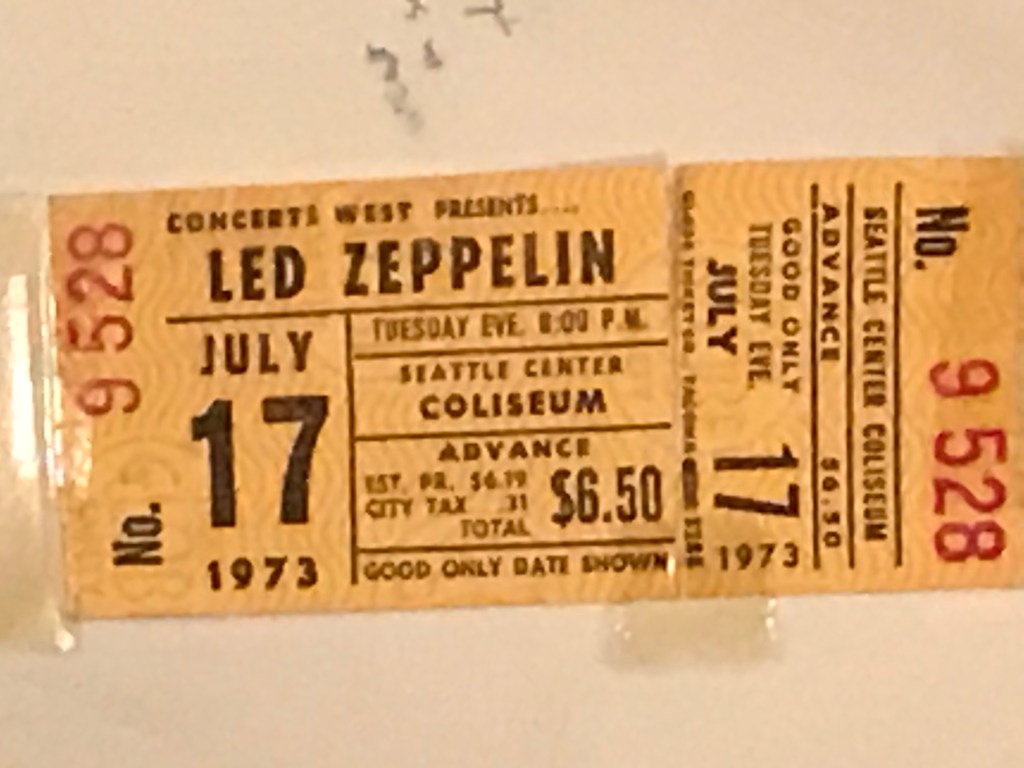 9528
No.
CONCERTS WEST PRESENTS....
LED ZEPPELIN
JULY
17
1973
TUESDAY EVE. 8:00 P.M.
SEATTLE CENTER
COLISEUM
ADVANCE
EST. PR. $6.19
CITY TAX .31
TOTAL
$6.50
GOOD ONLY DATE SHOWN
JULY
17
1973
TUESDAY EVE.
GOOD ONLY
ADVANCE $6.50
SEATTLE CENTER COLISEUM
No.
9528